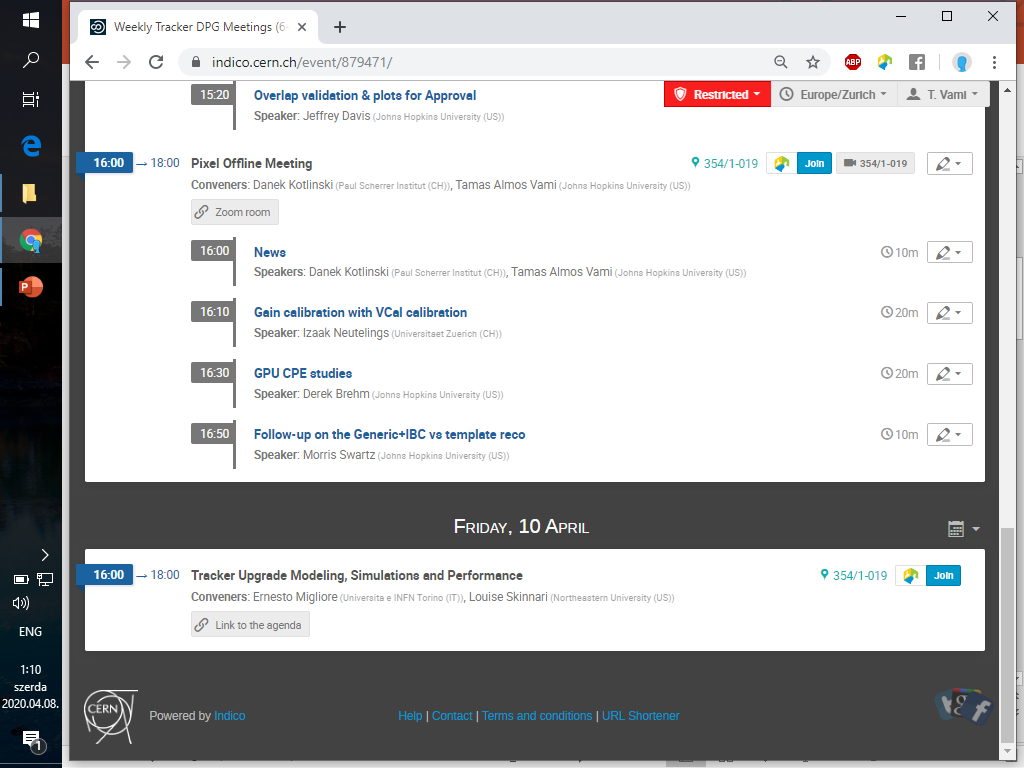 Weekly Tracker DPG Meetings (6
indico.cern.ch/event/879471/
ABP
15:20 Overlap validation & plots for Approval
Restricted Europe/Zurich T. Vami
Speaker: Jeffrey Davis (Johns Hopkins University (US))
16:00 → 18:00 Pixel Offline Meeting 354/1-019 Join 354/1-019
Conveners: Danek Kotlinski (Paul Scherrer Institut (CH)), Tamas Almos Vami (Johns Hopkins University (US))
Zoom room
16:00 News 10m
Speakers: Danek Kotlinski (Paul Scherrer Institut (CH)), Tamas Almos Vami (Johns Hopkins University (US))
16:10 Gain calibration with VCal calibration 20m
Speaker: Izaak Neutelings (Universitaet Zuerich (CH))
16:30 GPU CPE studies 20m
Speaker: Derek Brehm (Johns Hopkins University (US))
16:50 Follow-up on the Generic+IBC vs template reco 10m
Speaker: Morris Swartz (Johns Hopkins University (US))
Friday, 10 April
16:00 → 18:00 Tracker Upgrade Modeling, Simulations and Performance 354/1-019 Join
Conveners: Ernesto Migliore (Universita e INFN Torino (IT)), Louise Skinnari (Northeastern University (US))
Link to the agenda
CERN
Powered by Indico
Help | Contact | Terms and conditions | URL Shortener
ENG
1:10
szerda
2020.04.08.
1